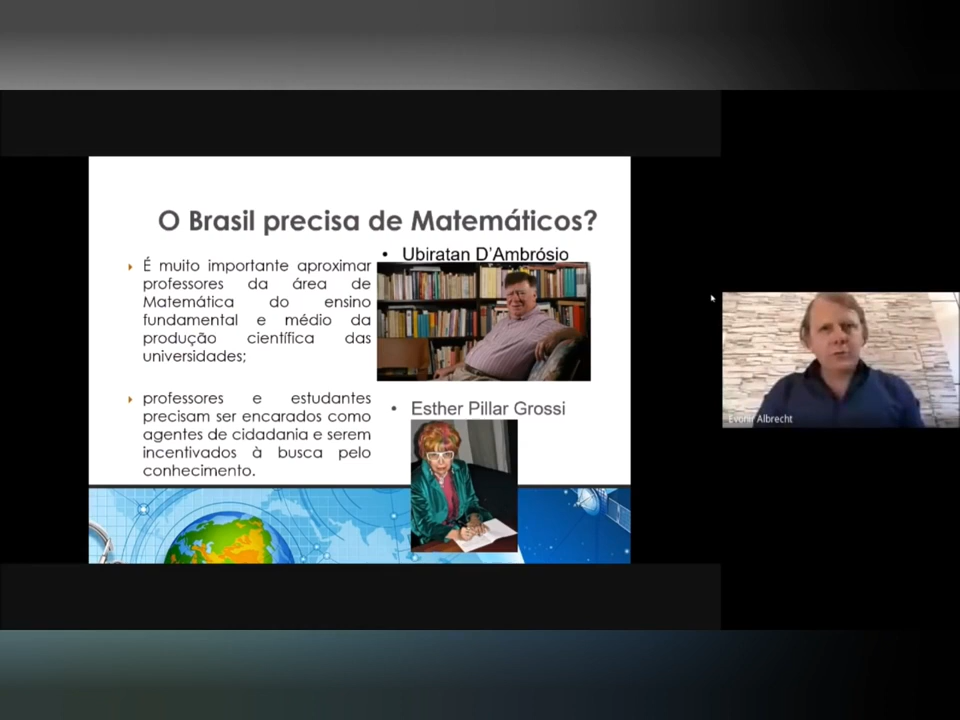 O Brasil precisa de Matemáticos?
É muito importante aproximar
professores da área de
Matemática do ensino
fundamental e médio da
produção científica das
universidades;
professores e estudantes
precisam ser encarados como
agentes de cidadania e serem
incentivados à busca pelo
conhecimento.
• Ubiratan D'Ambrósio
• Esther Pillar Grossi
Evonir Albrecht